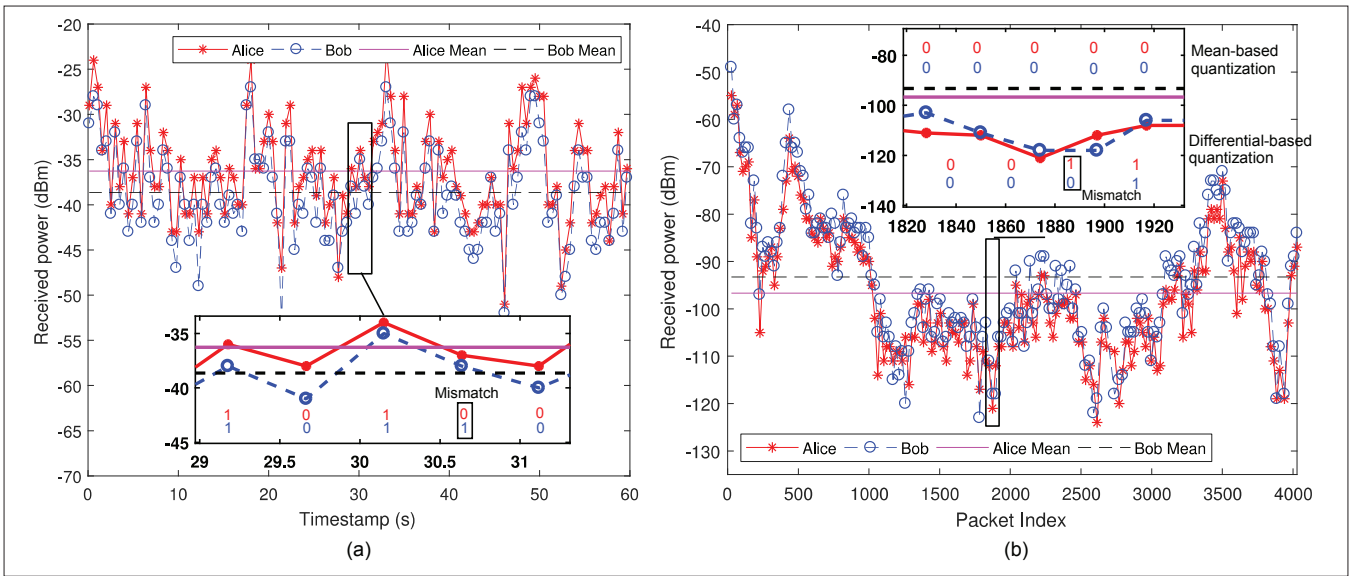 -20
-25
-30
-35
-40
-45
-50
-55
-60
-65
-70
Received power (dBm)
Alice Bob Alice Mean Bob Mean
-35
-40
-45
Mismatch
1 0 1 0 0
1 0 1 1 0
29 29.5 30 30.5 31
0 10 20 30 40 50 60
Timestamp (s)
(a)
-40
-50
-60
-70
-80
-90
-100
-110
-120
-130
Received power (dBm)
-80
-100
-120
-140
0 0 0 0 0
0 0 0 0 0
Mean-based
quantization
Differential-based
quantization
0 0 1 1
0 0 0 1
Mismatch
1820 1840 1860 1880 1900 1920
Alice Bob Alice Mean Bob Mean
0 500 1000 1500 2000 2500 3000 3500 4000
Packet Index
(b)